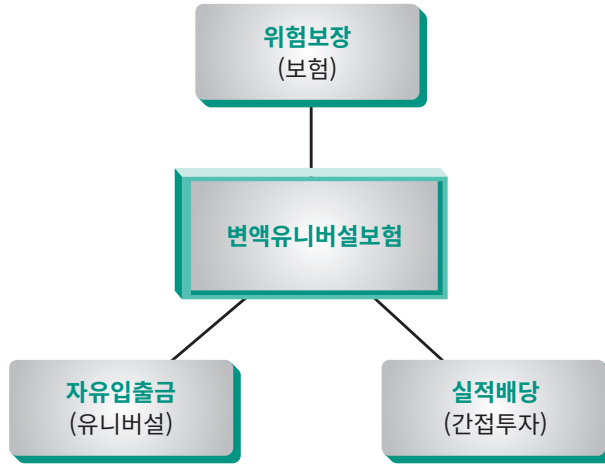 위험보장
(보험)
변액유니버설보험
자유입출금
(유니버설)
실적배당
(간접투자)